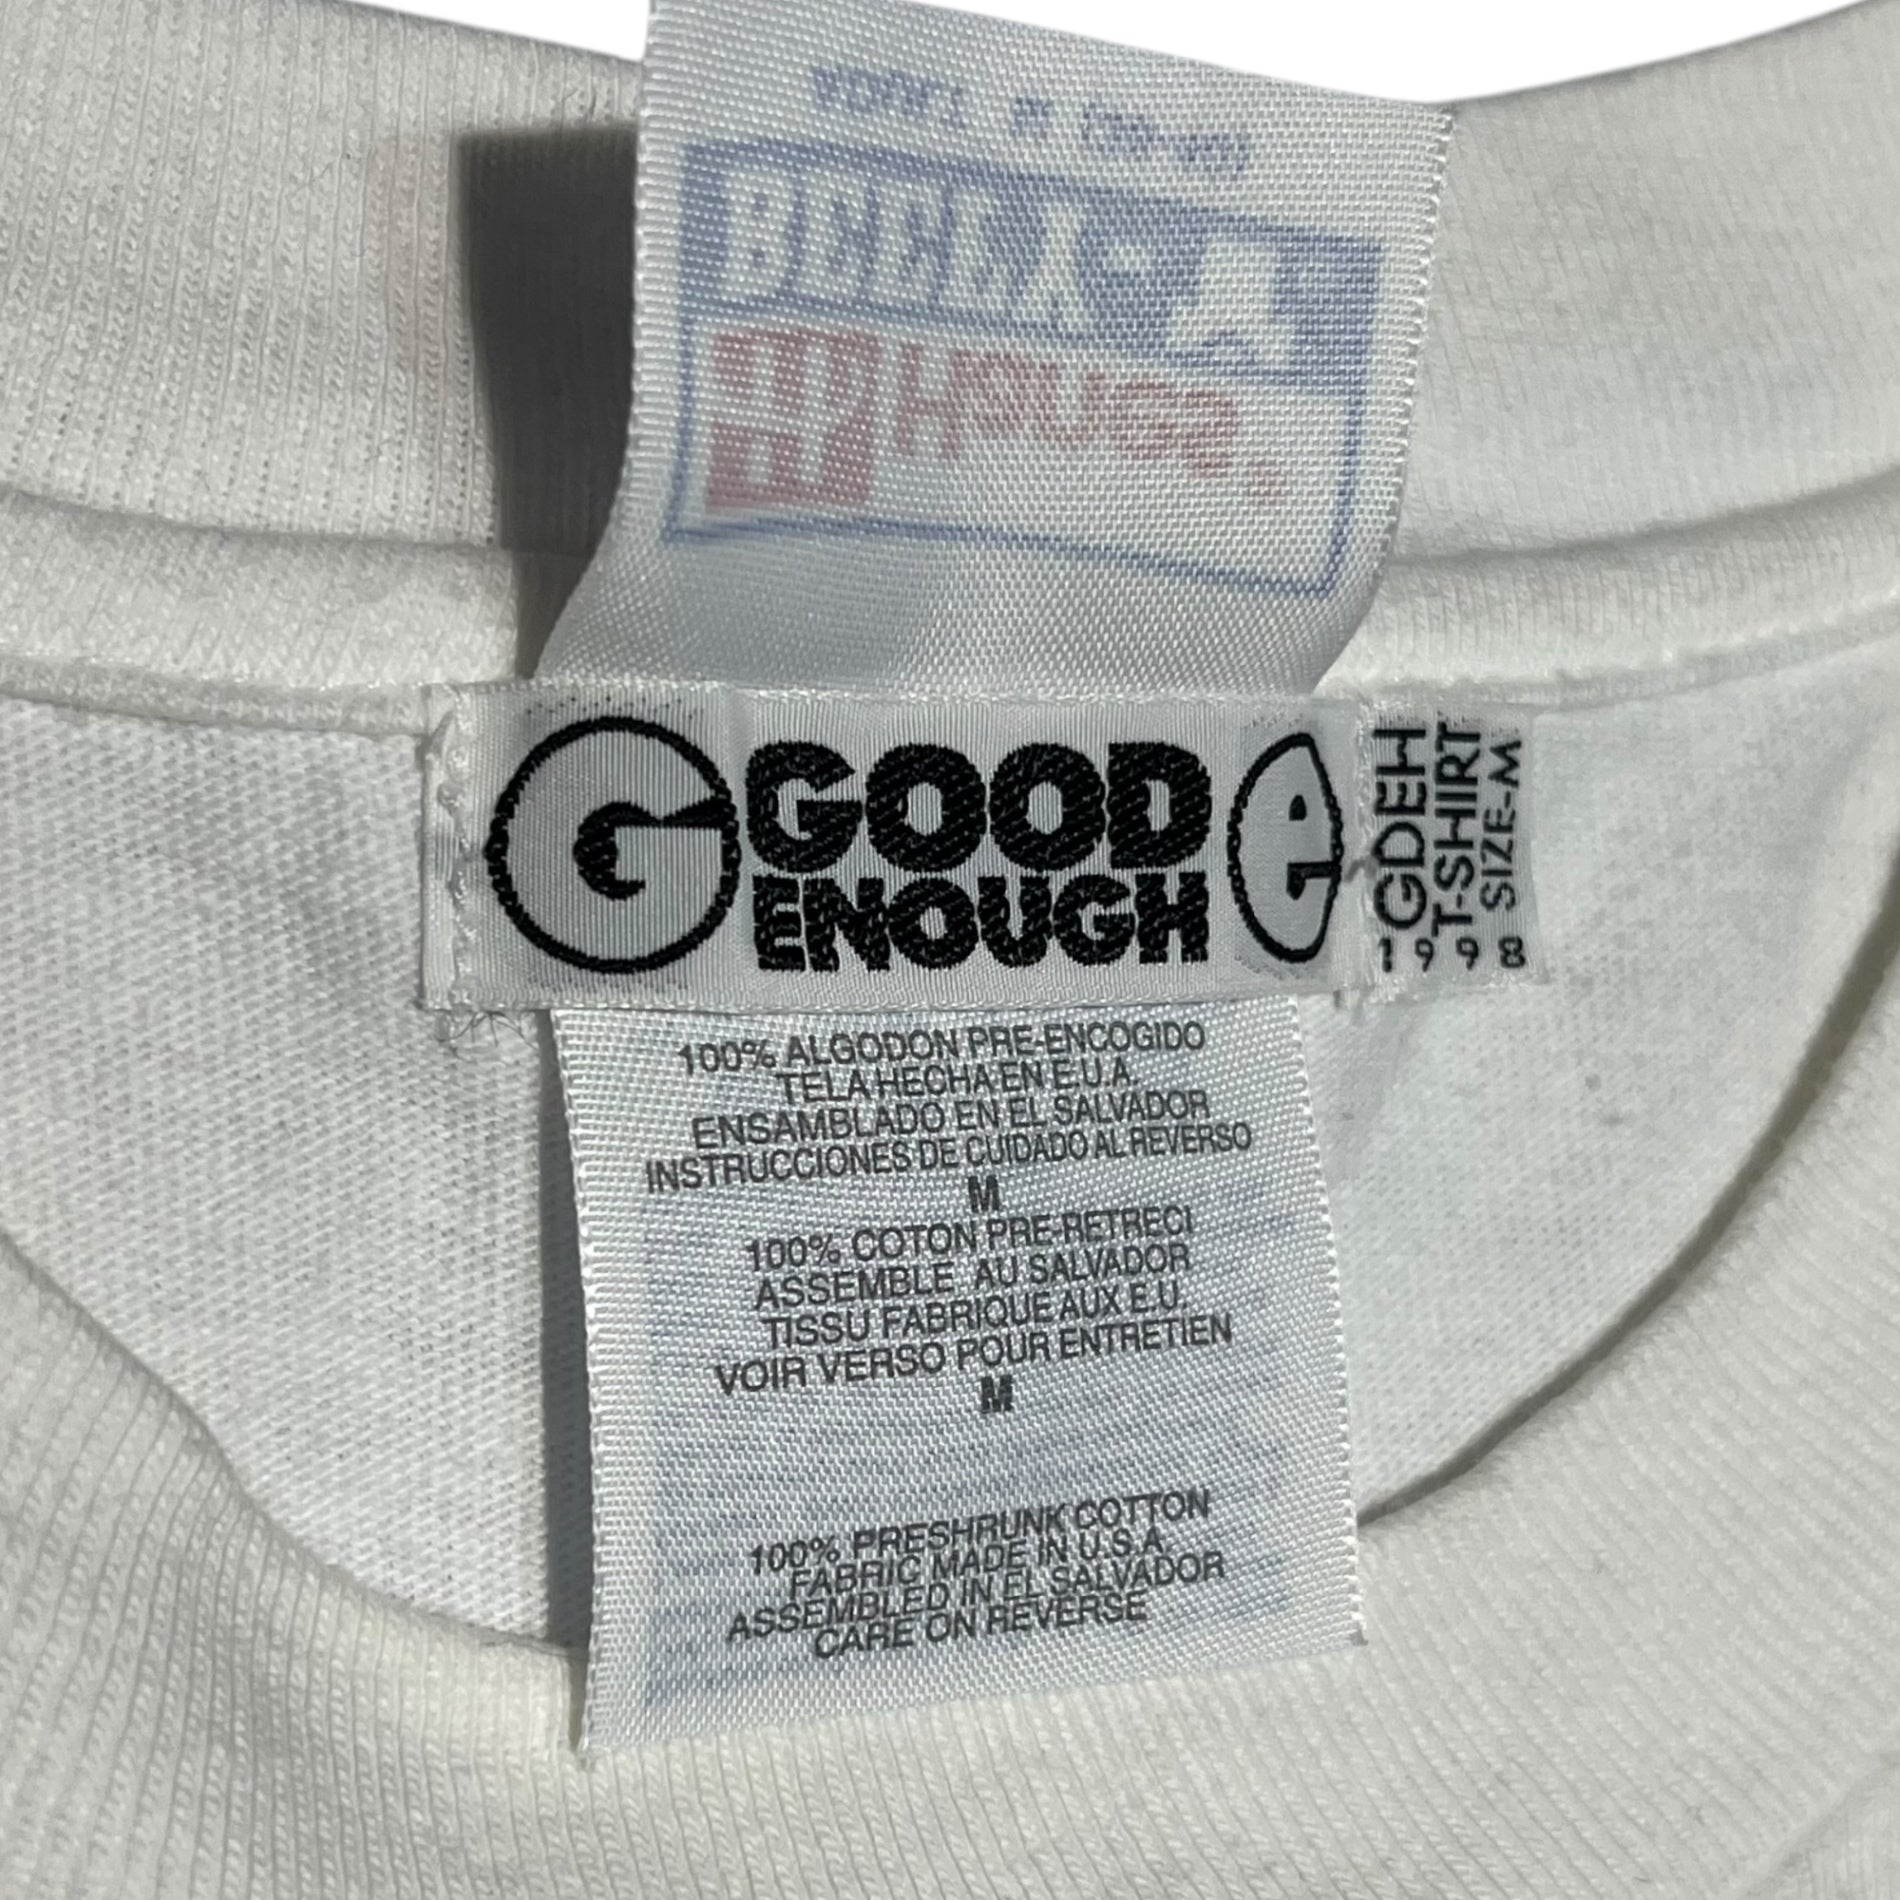 GOOD
ENOUGH
GDEH
T-SHIRT
SIZE-M
1998
100% ALGODON PRE-ENCOGIDO
TELA HECHA EN E.U.A.
ENSAMBLADO EN EL SALVADOR
INSTRUCCIONES DE CUIDADO AL REVERSO
M
100% COTON PRE-RETRECI
ASSEMBLE AU SALVADOR
TISSU FABRIQUE AUX E.U.
VOIR VERSO POUR ENTRETIEN
M
100% PRESHRUNK COTTON
FABRIC MADE IN U.S.A.
ASSEMBLED IN EL SALVADOR
CARE ON REVERSE